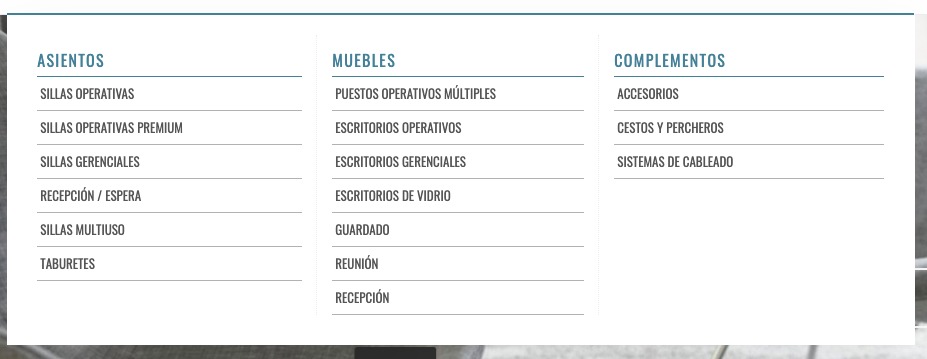 ASIENTOS
SILLAS OPERATIVAS
SILLAS OPERATIVAS PREMIUM
SILLAS GERENCIALES
RECEPCIÓN / ESPERA
SILLAS MULTIUSO
TABURETES
MUEBLES
PUESTOS OPERATIVOS MÚLTIPLES
ESCRITORIOS OPERATIVOS
ESCRITORIOS GERENCIALES
ESCRITORIOS DE VIDRIO
GUARDADO
REUNIÓN
RECEPCIÓN
COMPLEMENTOS
ACCESORIOS
CESTOS Y PERCHEROS
SISTEMAS DE CABLEADO